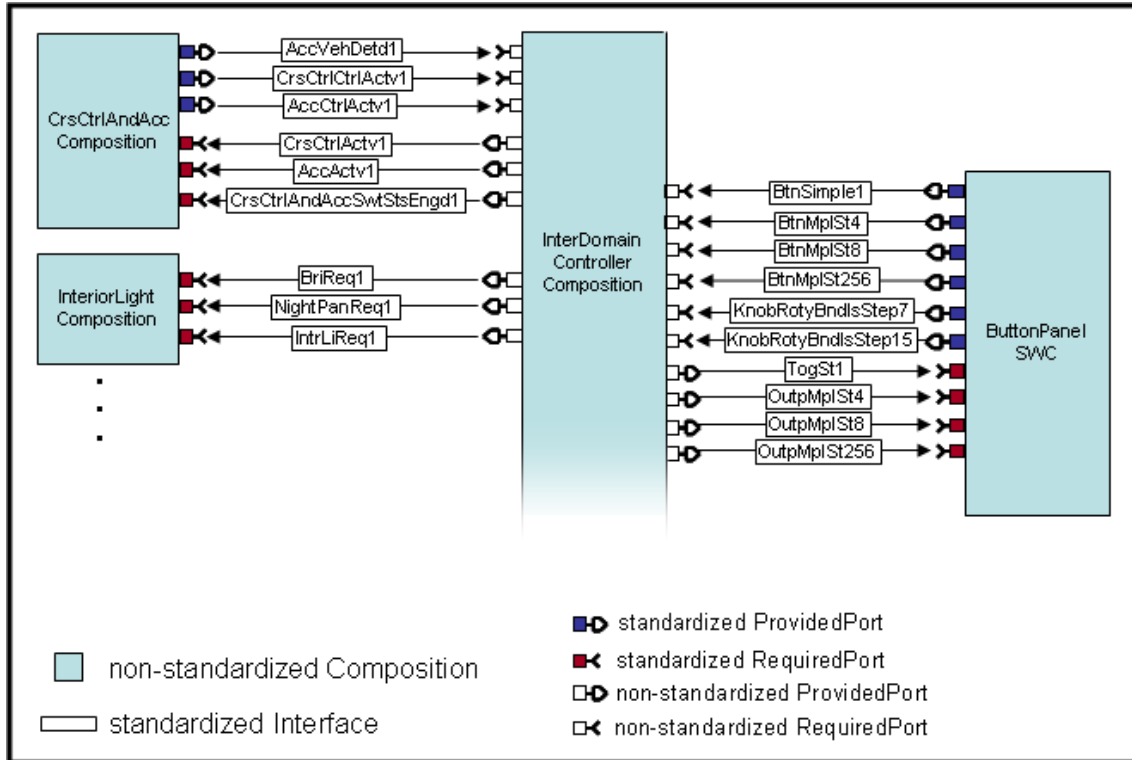 CrsCtrlAndAcc
Composition
AccVehDetd1
CrsCtrlCtrlActv1
AccCtrlActv1
CrsCtrlActv1
AccActv1
CrsCtrlAndAccSwtStsEngd1
InteriorLight
Composition
BriReq1
NightPanReq1
IntrLiReq1
InterDomain
Controller
Composition
BtnSimple1
BtnMplSt4
BtnMplSt8
BtnMplSt256
KnobRotyBndlsStep7
KnobRotyBndlsStep15
TogSt1
OutpMplSt4
OutpMplSt8
OutpMplSt256
ButtonPanel
SWC
non-standardized Composition
standardized Interface
standardized ProvidedPort
standardized RequiredPort
non-standardized ProvidedPort
non-standardized RequiredPort